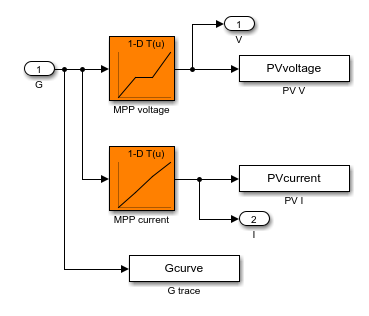 1
V
1-D T(u)
PVvoltage
1
G
MPP voltage
PV V
1-D T(u)
PVcurrent
MPP current
PV I
2
I
Gcurve
G trace